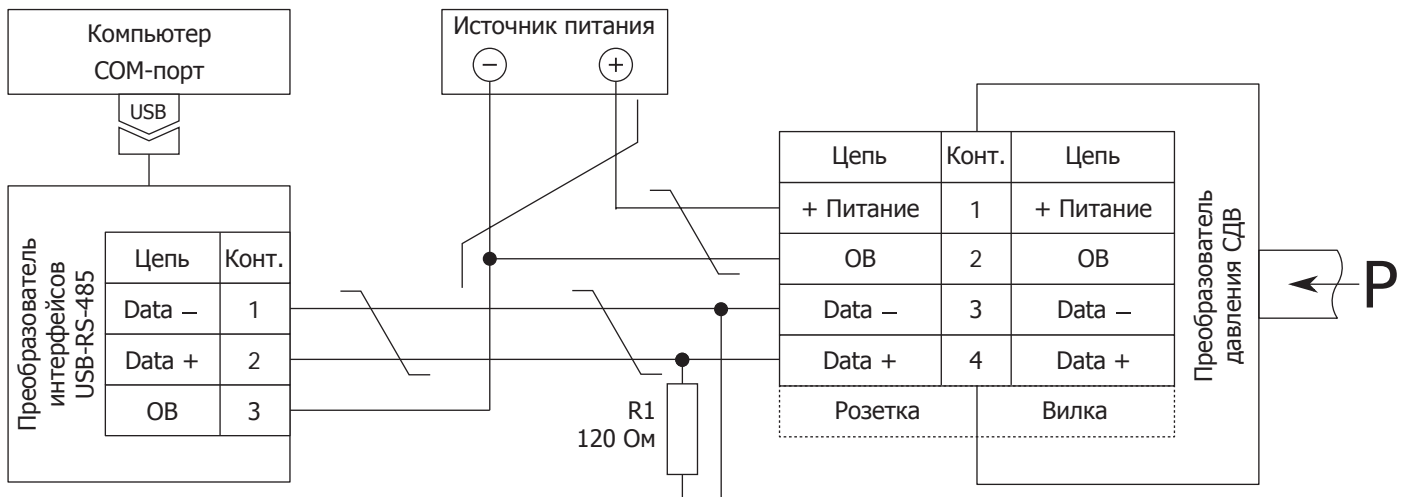 Компьютер
COM-порт
USB
Источник питания
−
+
Преобразователь
интерфейсов
USB-RS-485
Цепь Конт.
Data − 1
Data + 2
ОВ 3
R1
120 Ом
Цепь Конт. Цепь
+ Питание 1 + Питание
ОВ 2 ОВ
Data − 3 Data −
Data + 4 Data +
Розетка Вилка
Преобразователь
давления СДВ
P